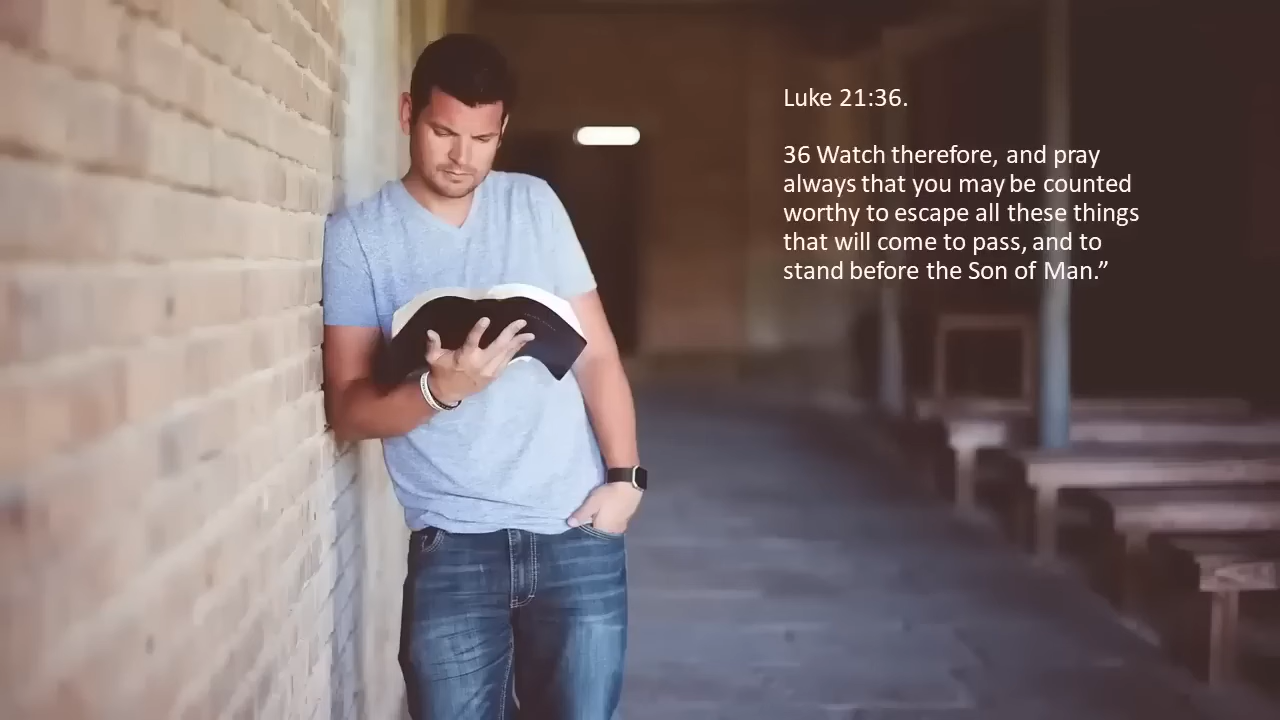 Luke 21:36.
36 Watch therefore, and pray
always that you may be counted
worthy to escape all these things
that will come to pass, and to
stand before the Son of Man.”